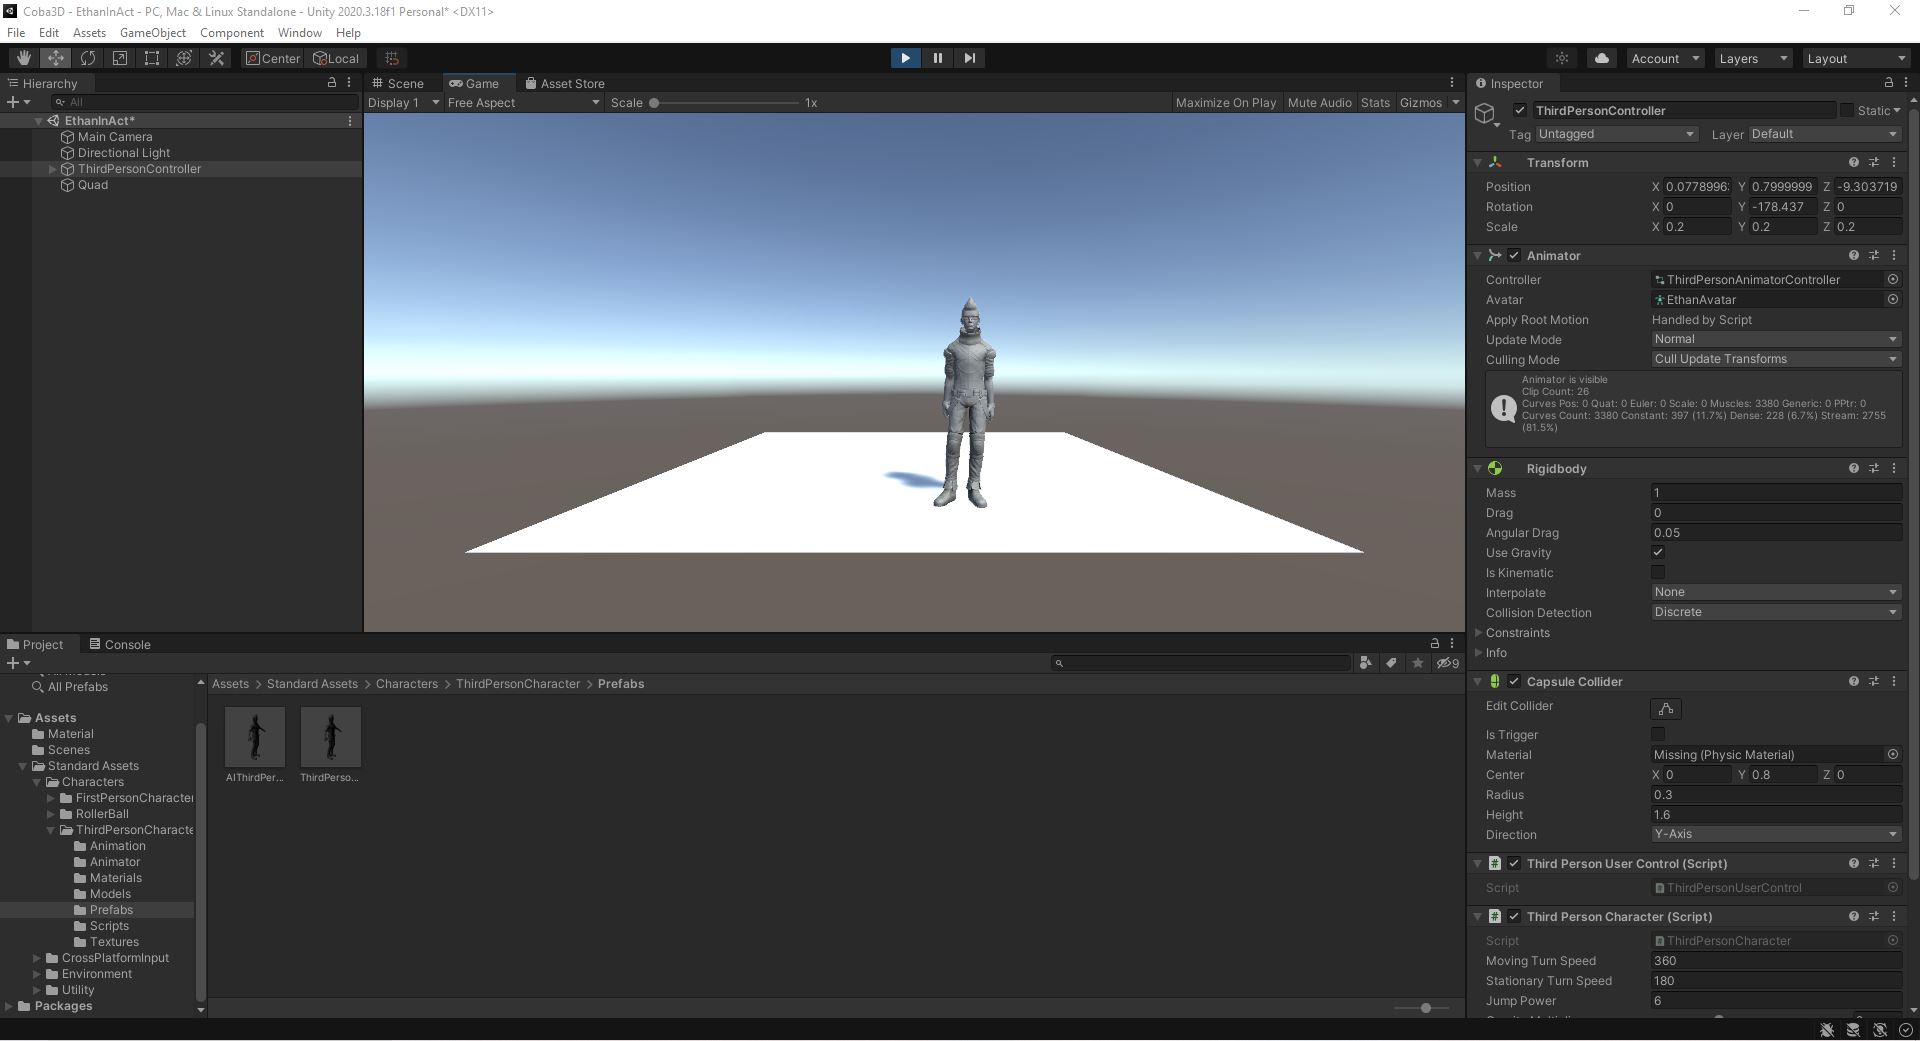 Coba3D - EthanInAct - PC, Mac & Linux Standalone - Unity 2020.3.18f1 Personal* <DX11>
File Edit Assets GameObject Component Window Help
Center Local Account Layers Layout
Hierarchy
All
EthanInAct*
Main Camera
Directional Light
ThirdPersonController
Quad
Scene Game Asset Store
Display 1 Free Aspect Scale 1x Maximize On Play Mute Audio Stats Gizmos
Inspector
ThirdPersonController Static
Tag Untagged Layer Default
Transform
Position X 0.0778996 Y 0.7999999 Z -9.303719
Rotation X 0 Y -178.437 Z 0
Scale X 0.2 Y 0.2 Z 0.2
Animator
Controller ThirdPersonAnimatorController
Avatar EthanAvatar
Apply Root Motion Handled by Script
Update Mode Normal
Culling Mode Cull Update Transforms
Animator is visible
Clip Count: 26
Curves Pos: 0 Quat: 0 Euler: 0 Scale: 0 Muscles: 3380 Generic: 0 PPtr: 0
Curves Count: 3380 Constant: 397 (11.7%) Dense: 228 (6.7%) Stream: 2755
(81.5%)
Rigidbody
Mass 1
Drag 0
Angular Drag 0.05
Use Gravity
Is Kinematic
Interpolate None
Collision Detection Discrete
Constraints
Info
Capsule Collider
Edit Collider
Is Trigger
Material Missing (Physic Material)
Center X 0 Y 0.8 Z 0
Radius 0.3
Height 1.6
Direction Y-Axis
Third Person User Control (Script)
Script ThirdPersonUserControl
Third Person Character (Script)
Script ThirdPersonCharacter
Moving Turn Speed 360
Stationary Turn Speed 180
Jump Power 6
Project Console
9
All Prefabs
Assets
Material
Scenes
Standard Assets
Characters
FirstPersonCharacter
RollerBall
ThirdPersonCharacte
Animation
Animator
Materials
Models
Prefabs
Scripts
Textures
CrossPlatformInput
Environment
Utility
Packages
Assets > Standard Assets > Characters > ThirdPersonCharacter > Prefabs
AIThirdPer... ThirdPerso...